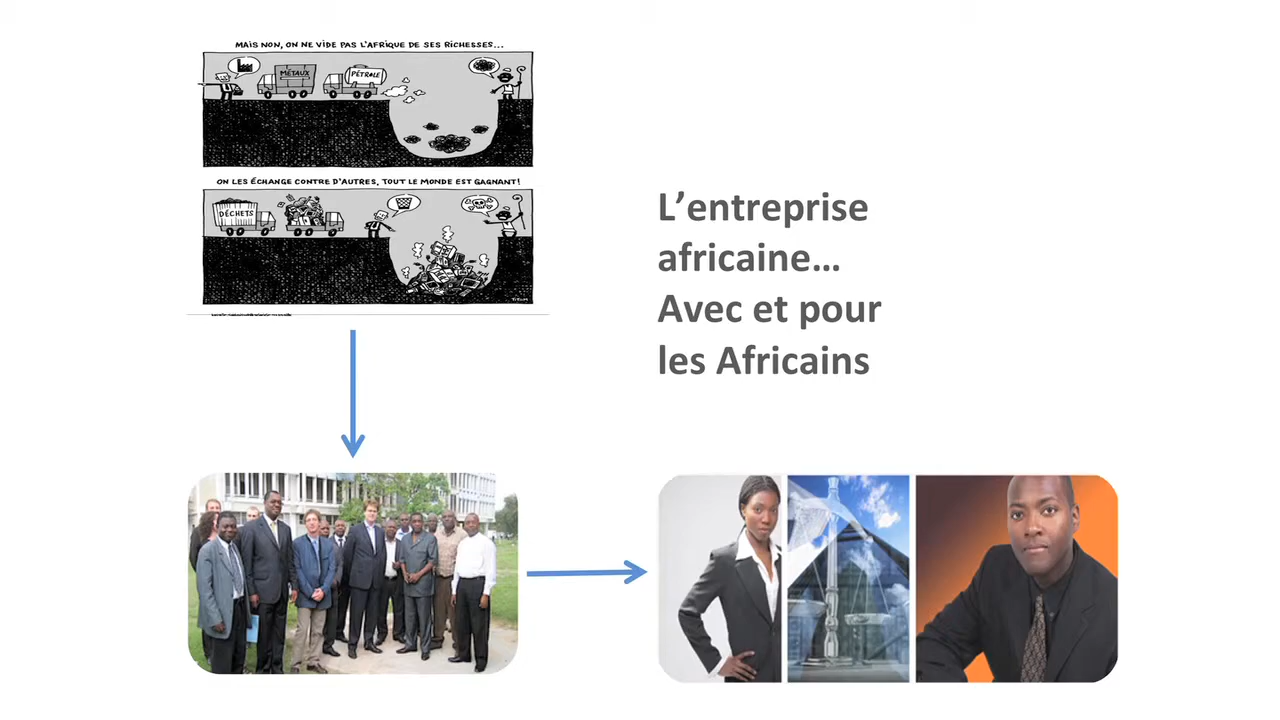 MAIS NON, ON NE VIDE PAS L'AFRIQUE DE SES RICHESSES...
MÉTAUX
PÉTROLE
ON LES ÉCHANGE CONTRE D'AUTRES, TOUT LE MONDE EST GAGNANT!
DÉCHETS
TITOM
L’entreprise
africaine…
Avec et pour
les Africains